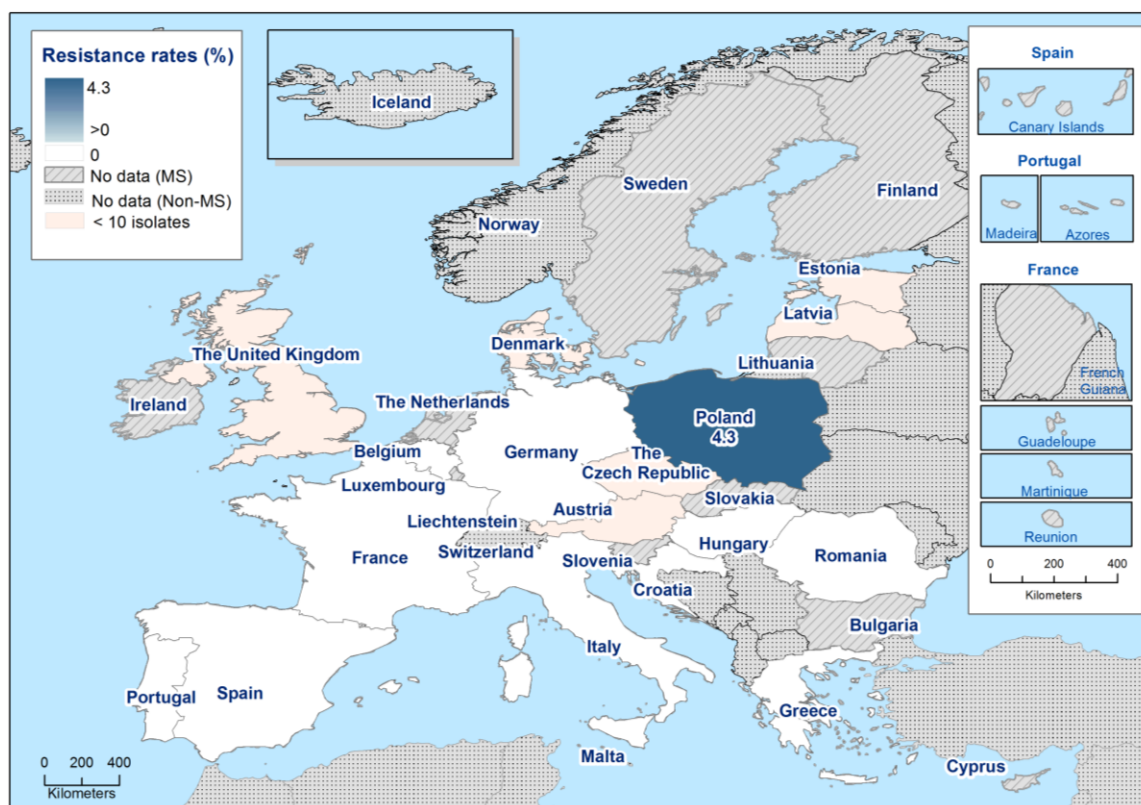 Resistance rates (%)
4.3
>0
0
No data (MS)
No data (Non-MS)
< 10 isolates
Iceland
Norway
Sweden
Finland
Estonia
Latvia
Lithuania
Denmark
The United Kingdom
Ireland
The Netherlands
Belgium
Luxembourg
Germany
Poland
4.3
The
Czech Republic
Slovakia
Austria
Liechtenstein
Switzerland
France
Slovenia
Hungary
Romania
Croatia
Bulgaria
Italy
Portugal
Spain
Greece
Malta
Cyprus
0 200 400
Kilometers
Spain
Canary Islands
Portugal
Madeira
Azores
France
French
Guiana
Guadeloupe
Martinique
Reunion
0 200 400
Kilometers